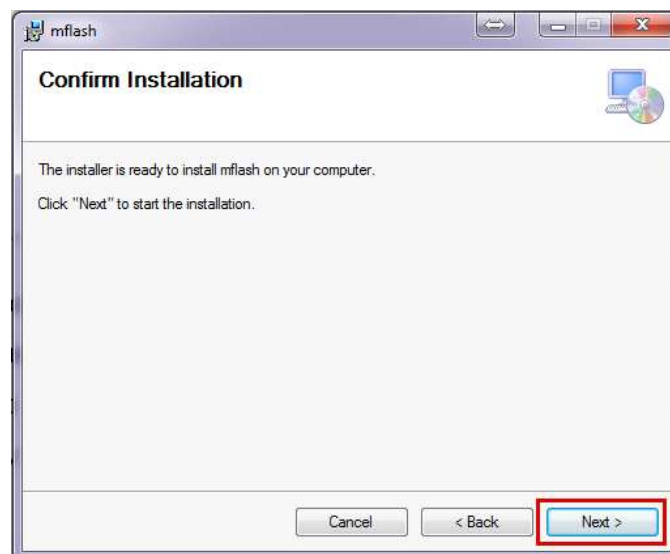 mflash
Confirm Installation
The installer is ready to install mflash on your computer.
Click "Next" to start the installation.
Cancel
< Back
Next >